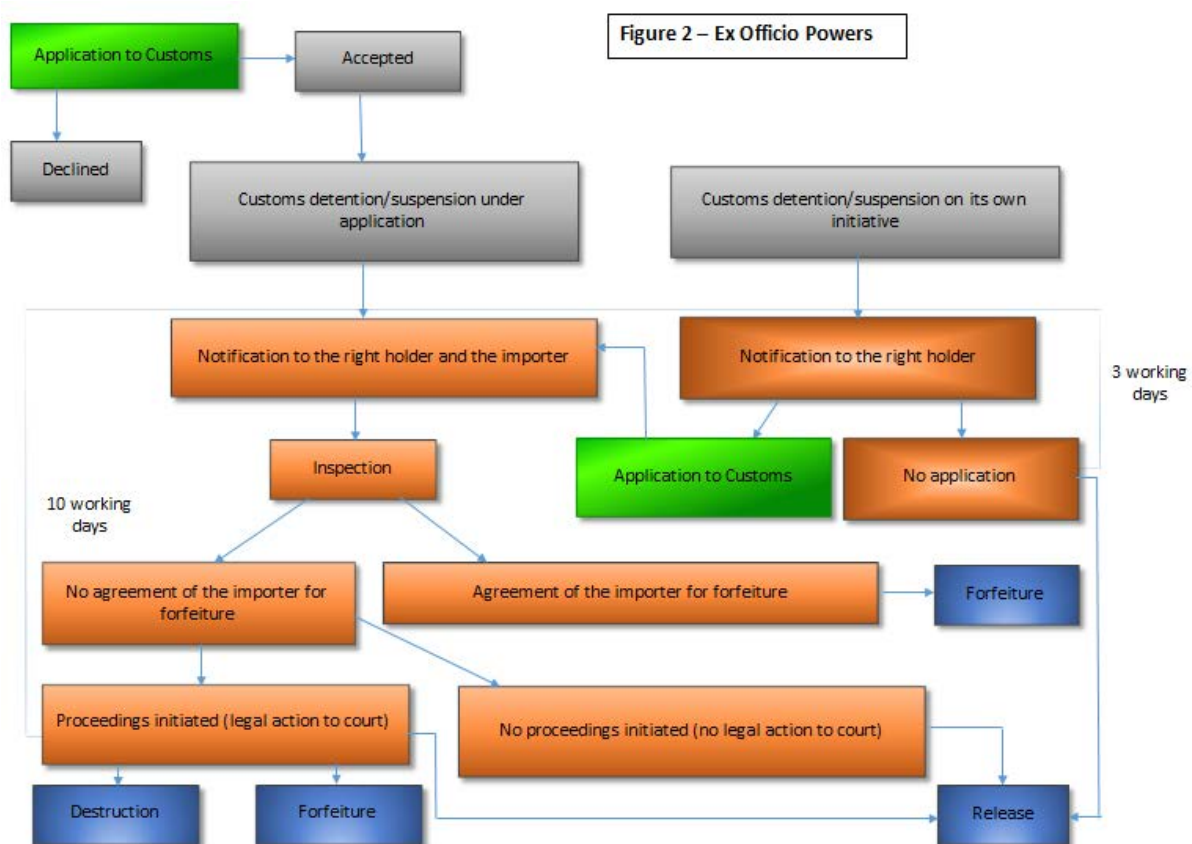 Figure 2 – Ex Officio Powers
Application to Customs
Accepted
Declined
Customs detention/suspension under
application
Customs detention/suspension on its own
initiative
Notification to the right holder and the importer
Notification to the right holder
3 working
days
Inspection
Application to Customs
No application
10 working
days
No agreement of the importer for
forfeiture
Agreement of the importer for forfeiture
Forfeiture
Proceedings initiated (legal action to court)
No proceedings initiated (no legal action to court)
Destruction
Forfeiture
Release